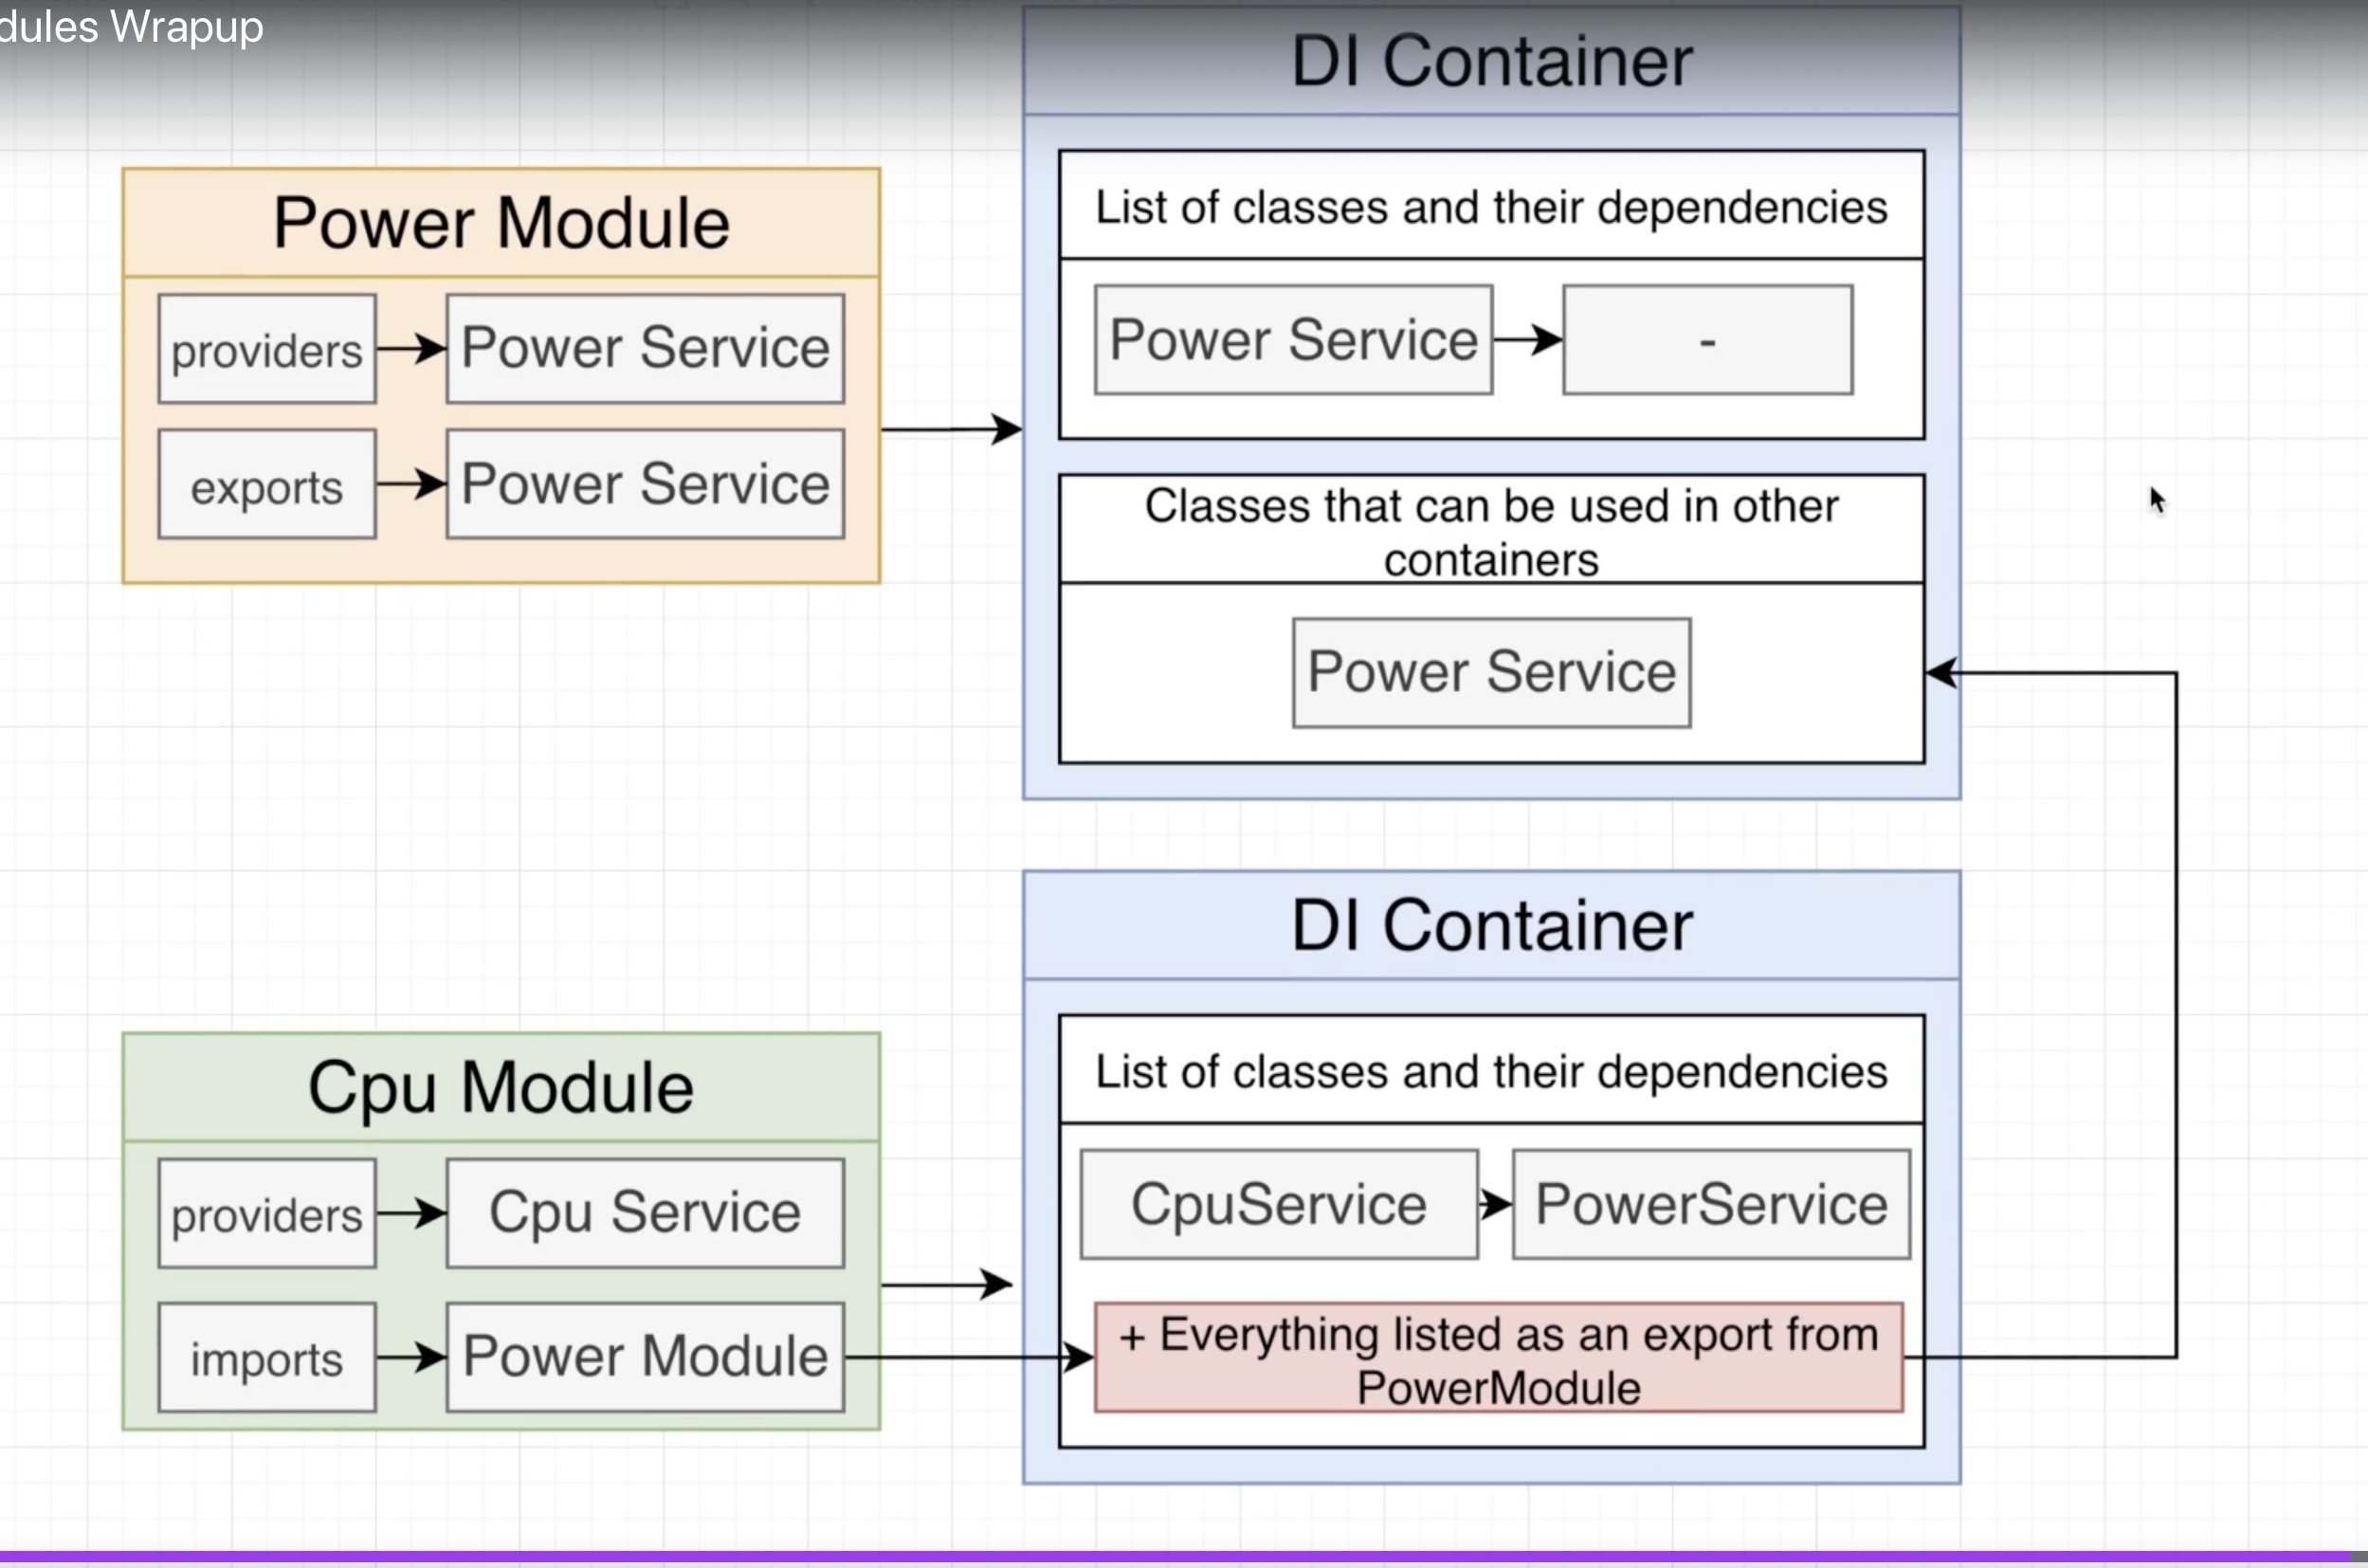 dules Wrapup
DI Container
List of classes and their dependencies
Power Service
-
Classes that can be used in other
containers
Power Service
Power Module
providers
Power Service
exports
Power Service
DI Container
List of classes and their dependencies
CpuService
PowerService
+ Everything listed as an export from
PowerModule
Cpu Module
providers
Cpu Service
imports
Power Module